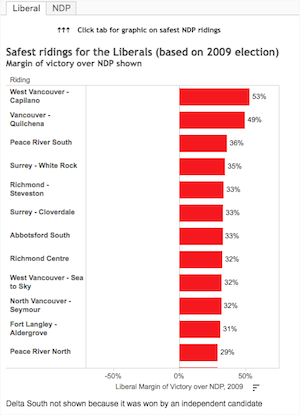 Liberal NDP
↑↑↑ Click tab for graphic on safest NDP ridings
Safest ridings for the Liberals (based on 2009 election)
Margin of victory over NDP shown
Riding
West Vancouver -
Capilano
53%
Vancouver -
Quilchena
49%
Peace River South
36%
Surrey - White Rock
35%
Richmond -
Steveston
33%
Surrey - Cloverdale
33%
Abbotsford South
33%
Richmond Centre
32%
West Vancouver - Sea
to Sky
32%
North Vancouver -
Seymour
32%
Fort Langley -
Aldergrove
31%
Peace River North
29%
-50% 0% 50%
Liberal Margin of Victory over NDP, 2009
Delta South not shown because it was won by an independent candidate